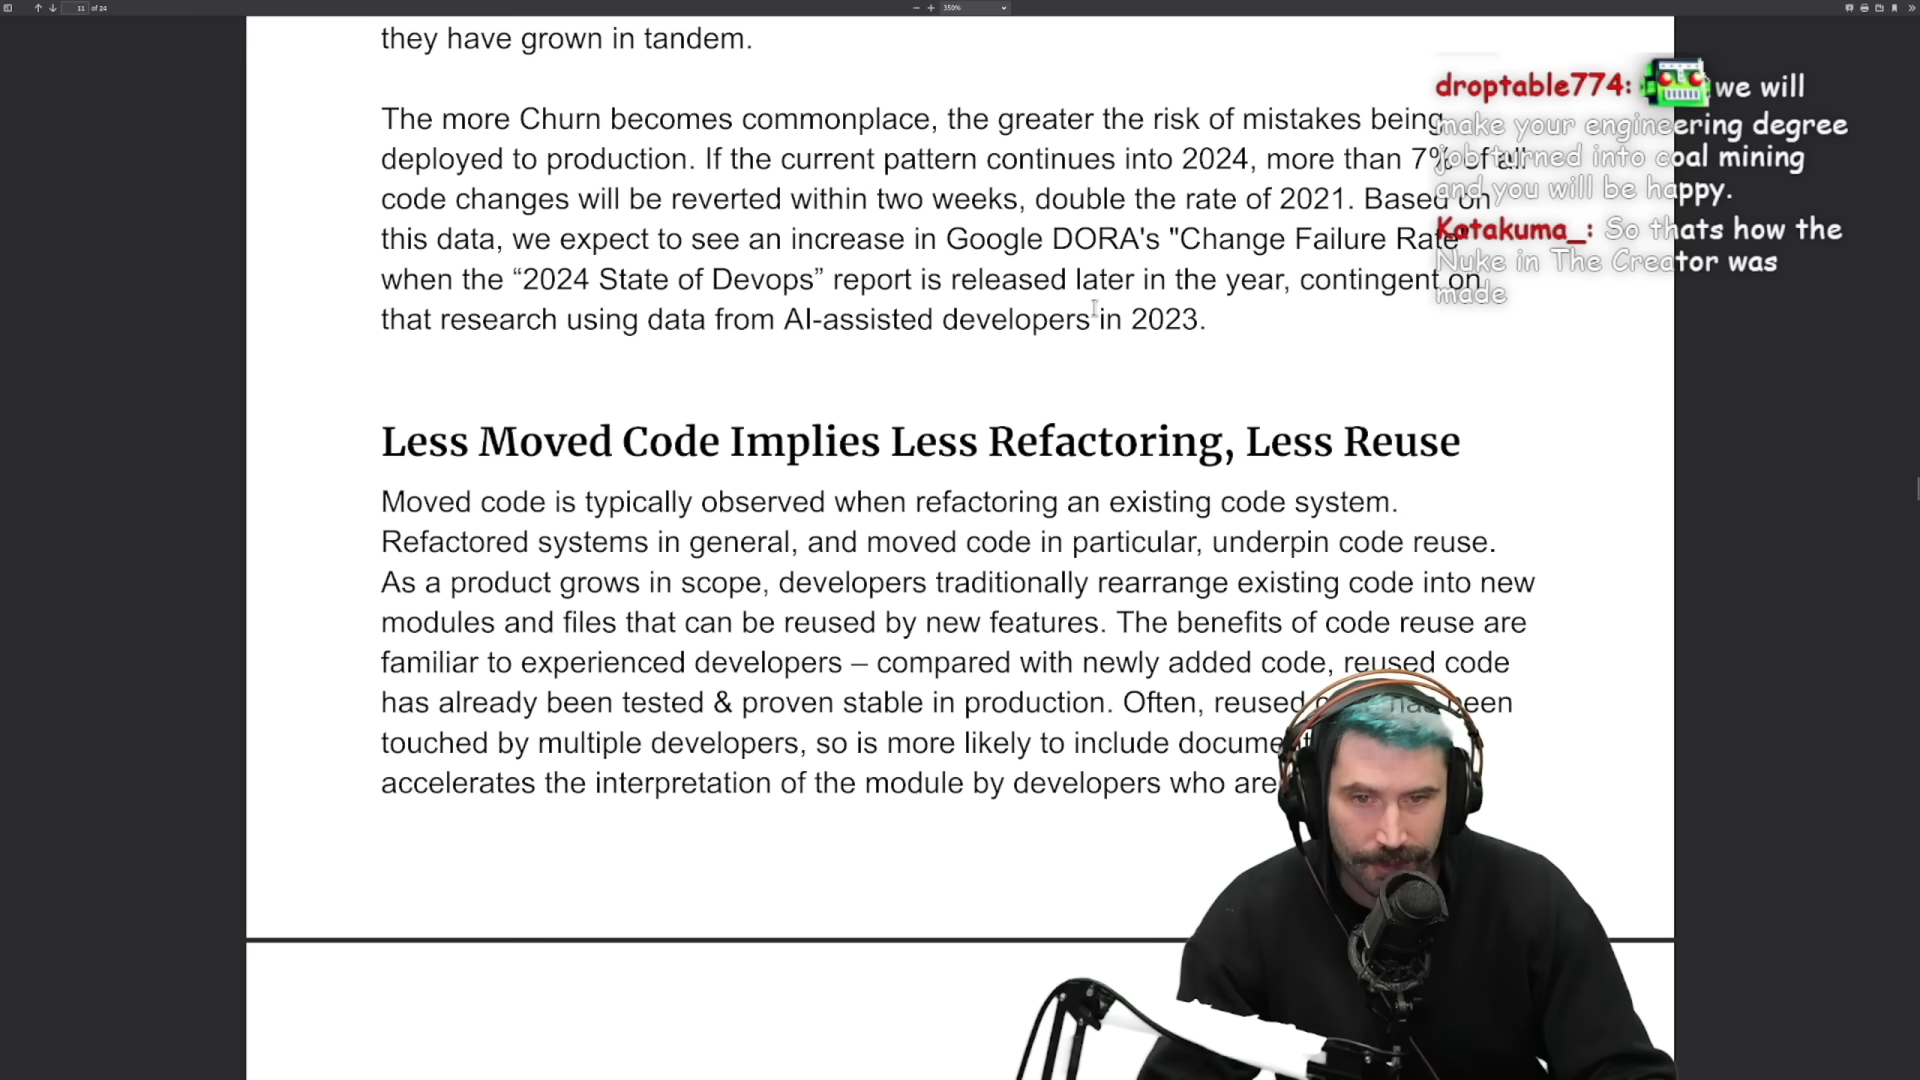 11 of 24
350%
they have grown in tandem.
The more Churn becomes commonplace, the greater the risk of mistakes being
deployed to production. If the current pattern continues into 2024, more than 7% of all
code changes will be reverted within two weeks, double the rate of 2021. Based on
this data, we expect to see an increase in Google DORA's "Change Failure Rate"
when the “2024 State of Devops” report is released later in the year, contingent on
that research using data from AI-assisted developers in 2023.
Less Moved Code Implies Less Refactoring, Less Reuse
Moved code is typically observed when refactoring an existing code system.
Refactored systems in general, and moved code in particular, underpin code reuse.
As a product grows in scope, developers traditionally rearrange existing code into new
modules and files that can be reused by new features. The benefits of code reuse are
familiar to experienced developers – compared with newly added code, reused code
has already been tested & proven stable in production. Often, reused has been
touched by multiple developers, so is more likely to include
accelerates the interpretation of the module by developers who are
droptable774: we will
make your engineering degree
job turned into coal mining
and you will be happy.
Katakuma_: So thats how the
Nuke in The Creator was
made